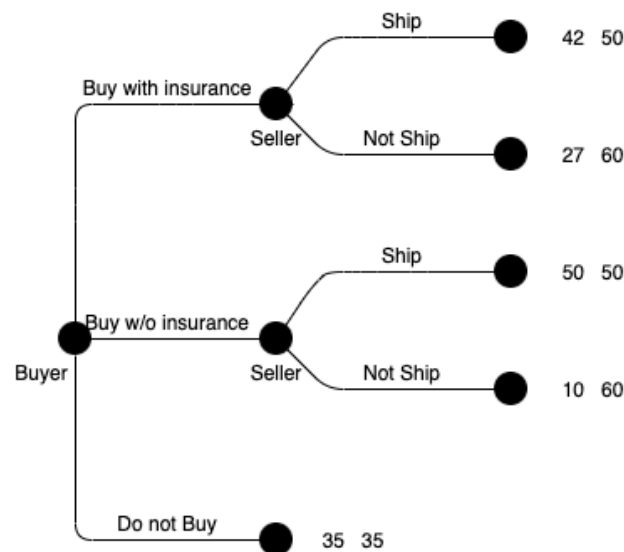 Ship
42 50
Buy with insurance
Seller
Not Ship
27 60
Ship
50 50
Buy w/o insurance
Buyer
Seller
Not Ship
10 60
Do not Buy
35 35